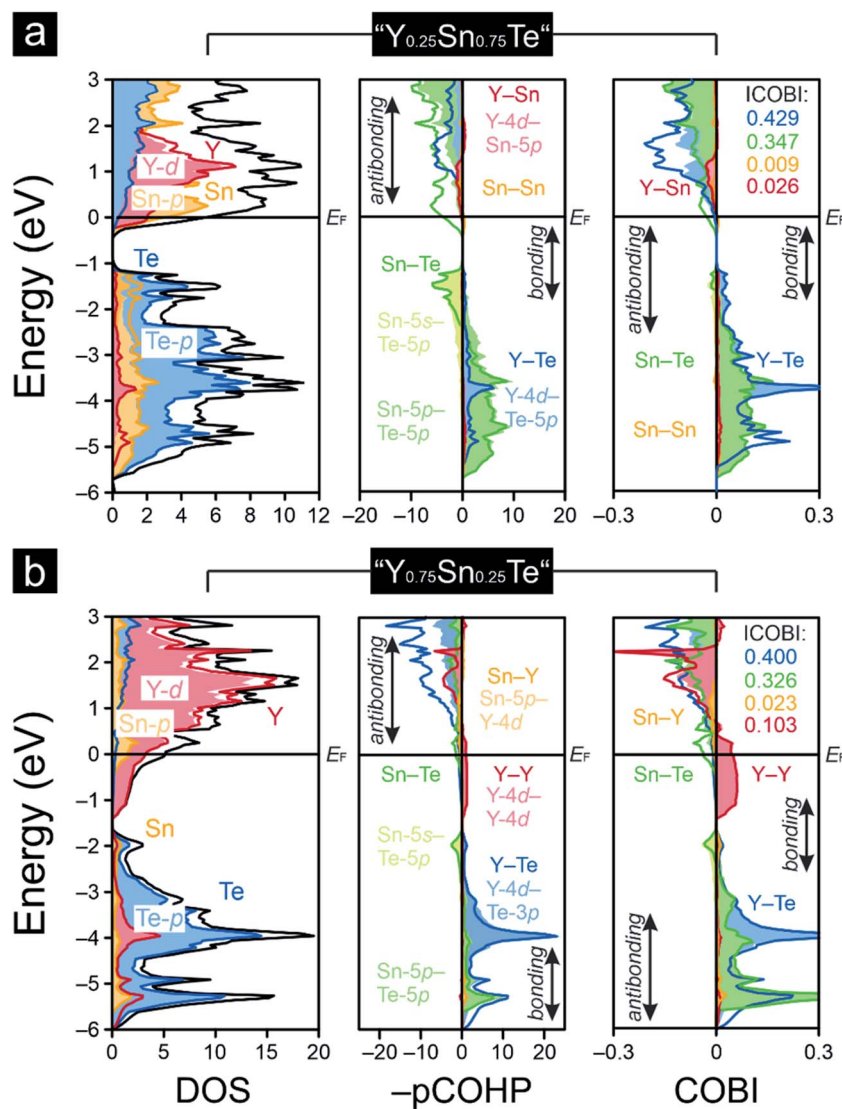 a
"Y0.25Sn0.75Te"
Energy (eV)
3
2
1
0
–1
–2
–3
–4
–5
–6
0 2 4 6 8 10 12
Y
Y-d
Sn-p
Sn
Te
Te-p
EF
antibonding
Y–Sn
Y-4d–
Sn-5p
Sn–Sn
bonding
Sn–Te
Sn-5s–
Te-5p
Y–Te
Y-4d–
Te-5p
Sn-5p–
Te-5p
–20 –10 0 10 20
EF
ICOBI:
0.429
0.347
0.009
0.026
Y–Sn
antibonding
bonding
Sn–Te
Y–Te
Sn–Sn
–0.3 0 0.3
EF
b
"Y0.75Sn0.25Te"
Energy (eV)
3
2
1
0
–1
–2
–3
–4
–5
–6
0 5 10 15 20
DOS
Y-d
Sn-p
Y
Sn
Te
Te-p
EF
antibonding
Sn–Y
Sn-5p–
Y-4d
Sn–Te
Y–Y
Y-4d–
Y-4d
Sn-5s–
Te-5p
Y–Te
Y-4d–
Te-3p
Sn-5p–
Te-5p
bonding
–20 –10 0 10 20
–pCOHP
EF
ICOBI:
0.400
0.326
0.023
0.103
Sn–Y
Sn–Te
Y–Y
bonding
Y–Te
antibonding
–0.3 0 0.3
COBI
EF